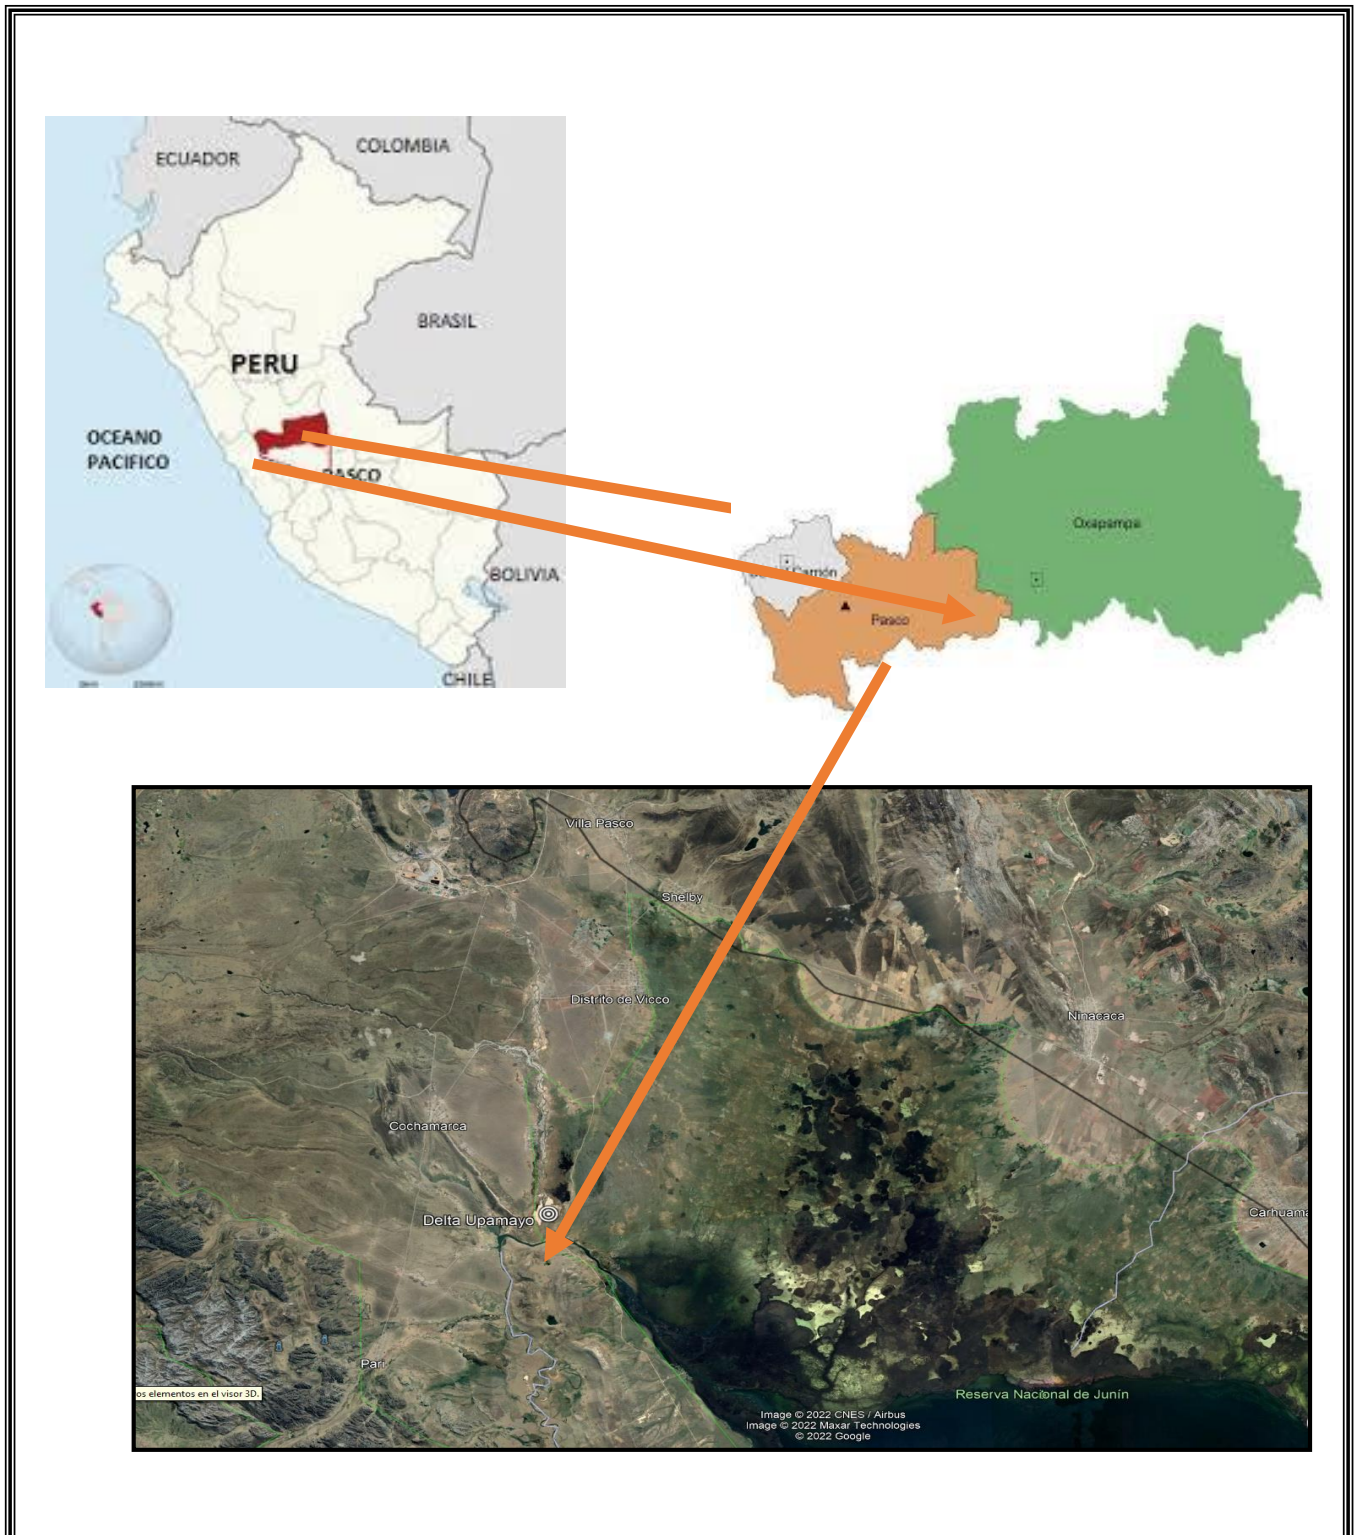 ECUADOR
COLOMBIA
BRASIL
PERU
OCEANO
PACIFICO
PASCO
BOLIVIA
CHILE
Oxapampa
Carrión
Pasco
Villa Pasco
Shelby
Distrito de Vicco
Ninacaca
Cochamarca
Delta Upamayo
Carhuama
Pari
os elementos en el visor 3D.
Reserva Nacional de Junín
Image © 2022 CNES / Airbus
Image © 2022 Maxar Technologies
© 2022 Google